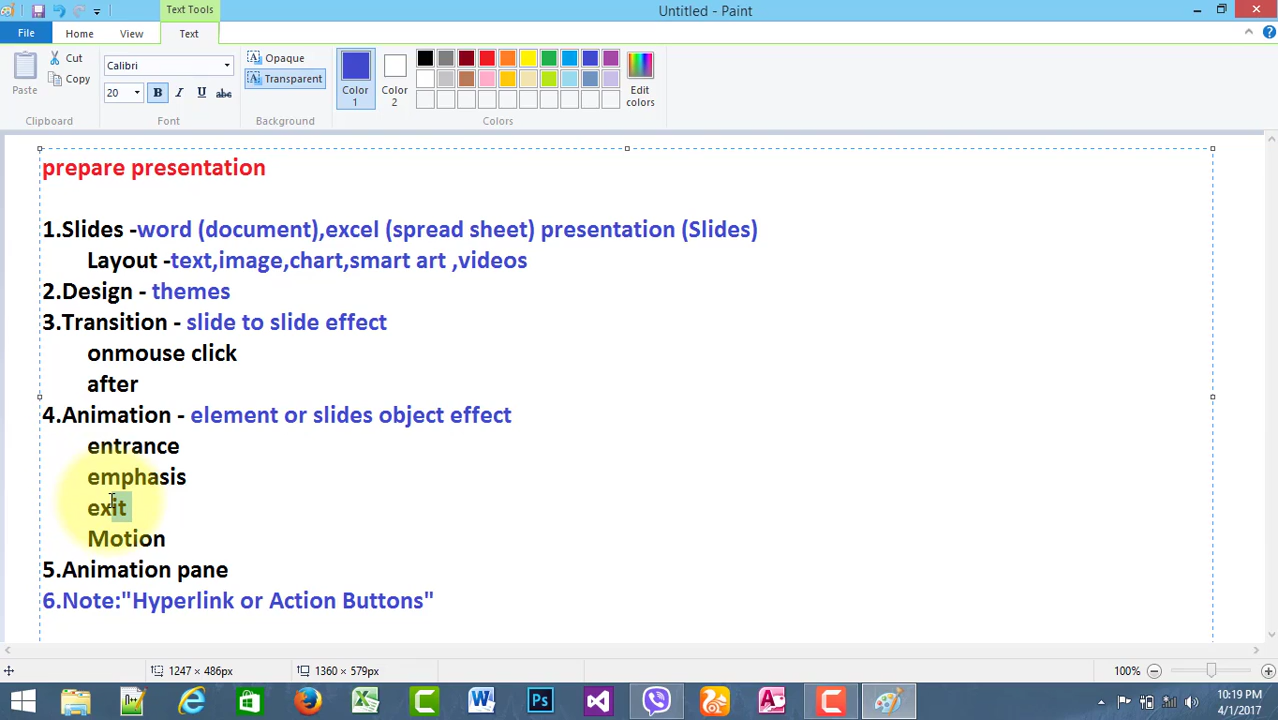 Text Tools
Untitled - Paint
File
Home
View
Text
Paste
Cut
Copy
Clipboard
Calibri
20
B
I
U
abc
Font
Opaque
Transparent
Background
Color 1
Color 2
Edit colors
Colors
prepare presentation
1.Slides -word (document),excel (spread sheet) presentation (Slides)
Layout -text,image,chart,smart art ,videos
2.Design - themes
3.Transition - slide to slide effect
onmouse click
after
4.Animation - element or slides object effect
entrance
emphasis
exit
Motion
5.Animation pane
6.Note:"Hyperlink or Action Buttons"
1247 × 486px
1360 × 579px
100%
Ps
10:19 PM
4/1/2017